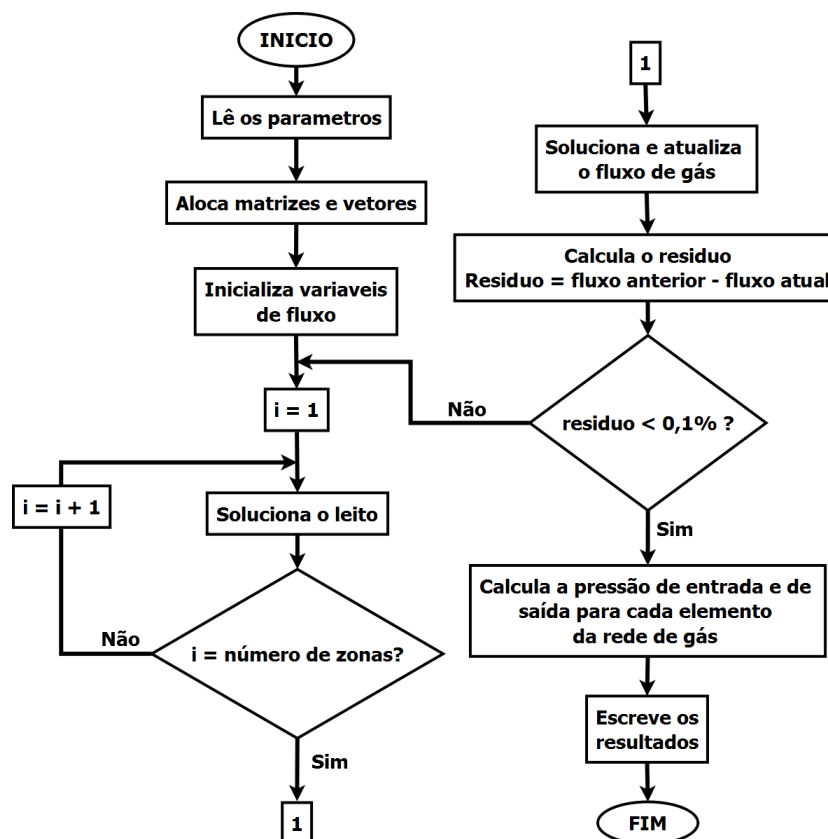 INICIO
Lê os parametros
Aloca matrizes e vetores
Inicializa variaveis
de fluxo
i = 1
i = i + 1
Soluciona o leito
Não
i = número de zonas?
Sim
1
1
Soluciona e atualiza
o fluxo de gás
Calcula o residuo
Residuo = fluxo anterior - fluxo atual
Não
residuo < 0,1% ?
Sim
Calcula a pressão de entrada e de
saída para cada elemento
da rede de gás
Escreve os
resultados
FIM